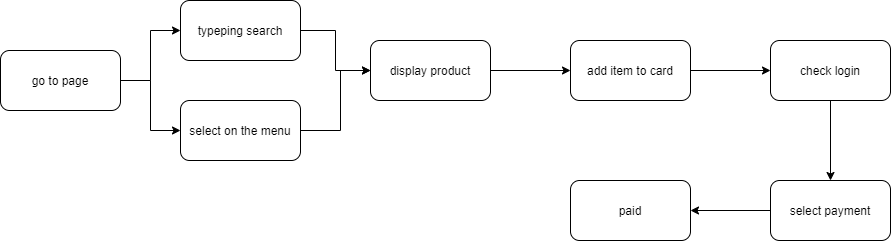 go to page
typeping search
select on the menu
display product
add item to card
check login
select payment
paid